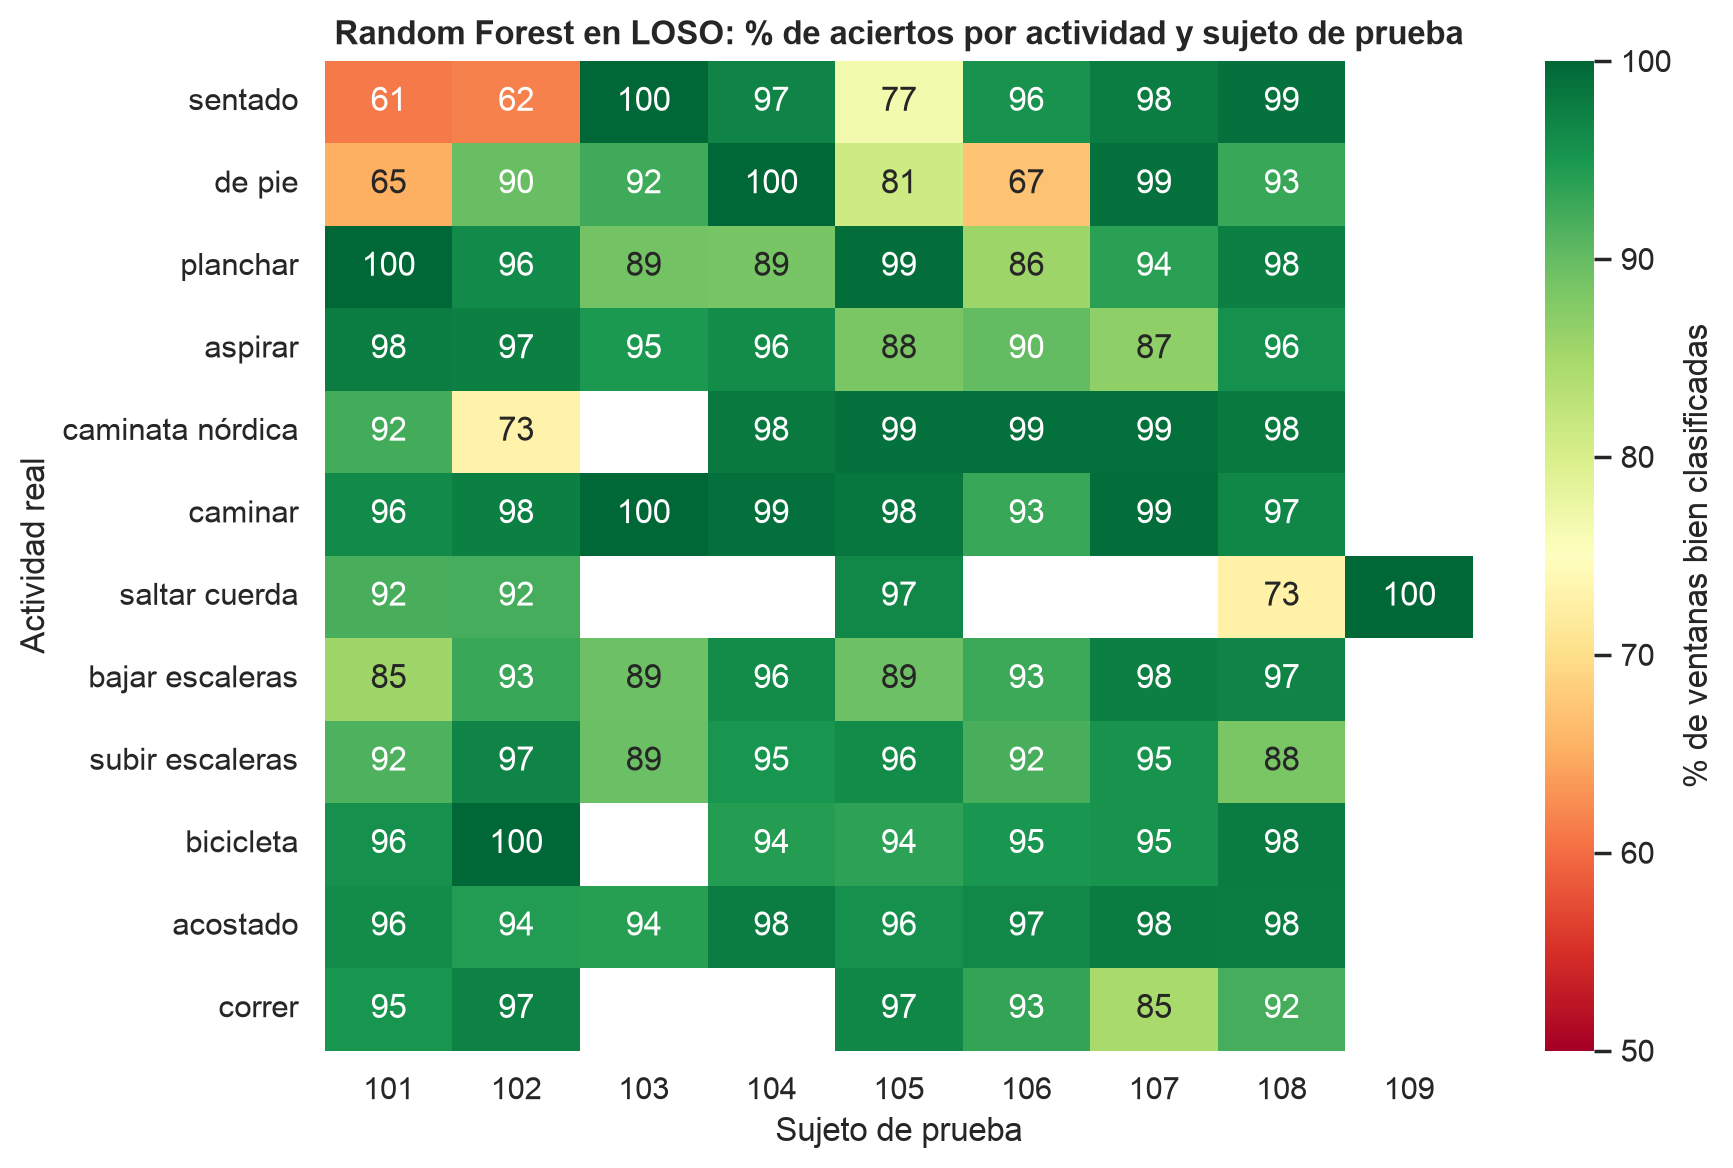 Random Forest en LOSO: % de aciertos por actividad y sujeto de prueba
Actividad real
sentado 61 62 100 97 77 96 98 99
de pie 65 90 92 100 81 67 99 93
planchar 100 96 89 89 99 86 94 98
aspirar 98 97 95 96 88 90 87 96
caminata nórdica 92 73 98 99 99 99 98
caminar 96 98 100 99 98 93 99 97
saltar cuerda 92 92 97 73 100
bajar escaleras 85 93 89 96 89 93 98 97
subir escaleras 92 97 89 95 96 92 95 88
bicicleta 96 100 94 94 95 95 98
acostado 96 94 94 98 96 97 98 98
correr 95 97 97 93 85 92
101 102 103 104 105 106 107 108 109
Sujeto de prueba
100
90
80
70
60
50
% de ventanas bien clasificadas